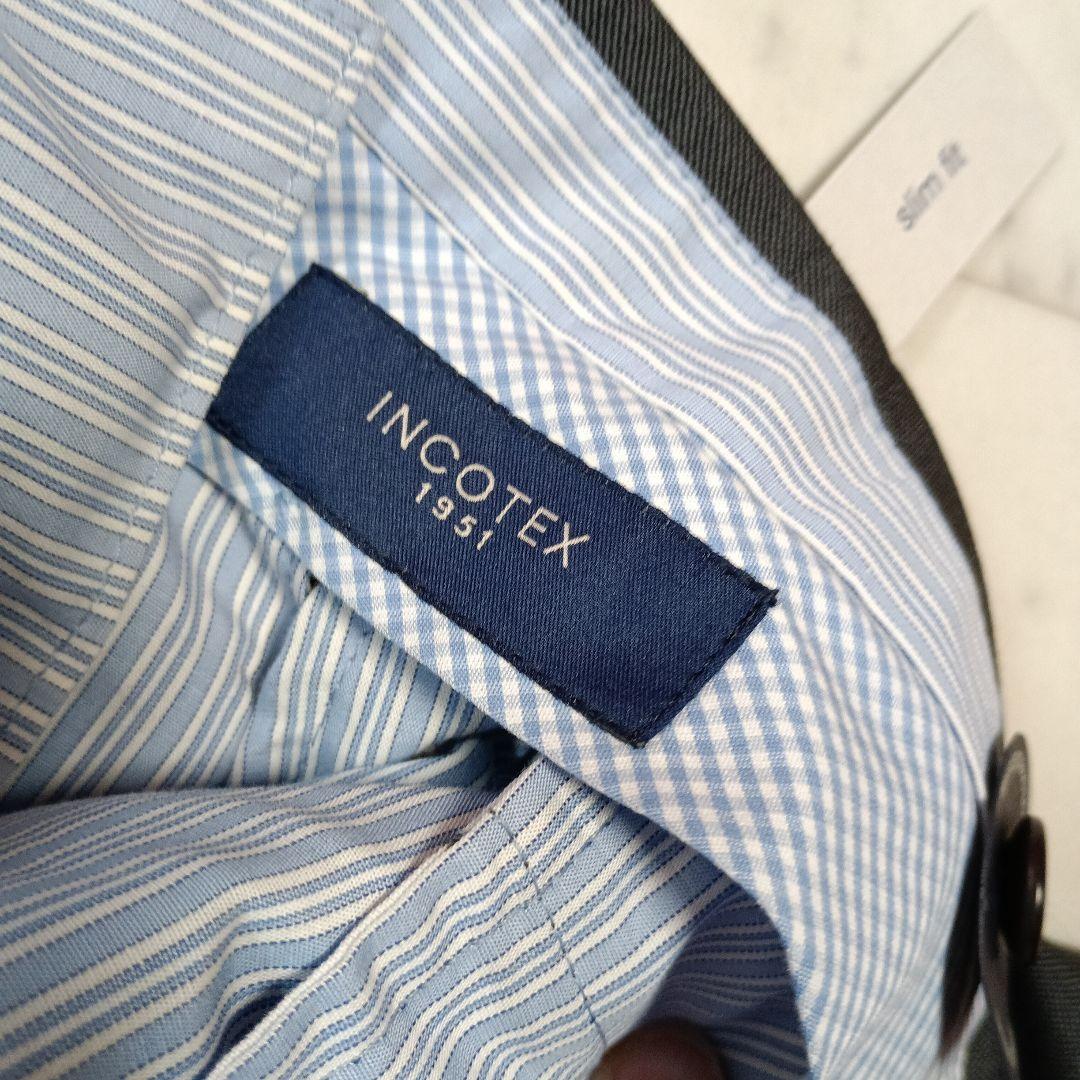 INCOTEX
1951
slim fit